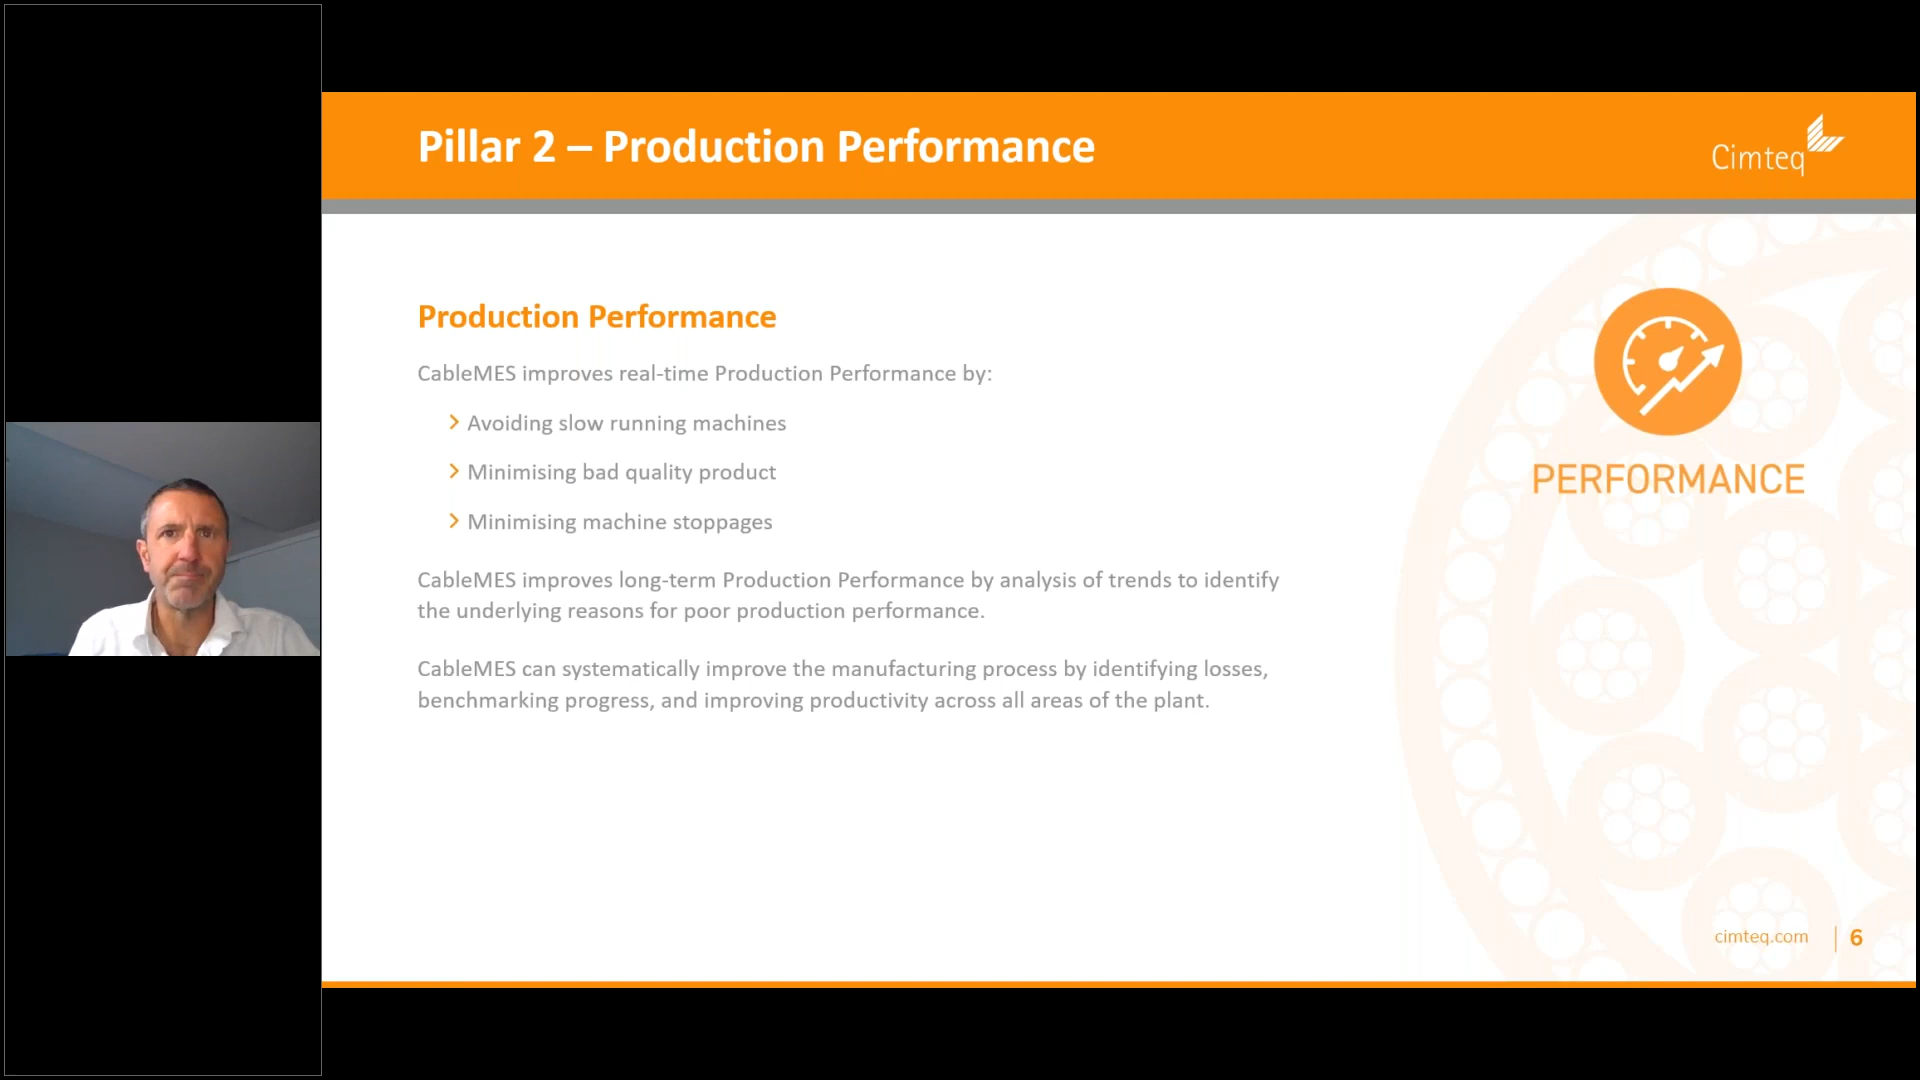 Pillar 2 – Production Performance
Cimteq
Production Performance
CableMES improves real-time Production Performance by:
Avoiding slow running machines
Minimising bad quality product
Minimising machine stoppages
PERFORMANCE
CableMES improves long-term Production Performance by analysis of trends to identify
the underlying reasons for poor production performance.
CableMES can systematically improve the manufacturing process by identifying losses,
benchmarking progress, and improving productivity across all areas of the plant.
cimteq.com | 6